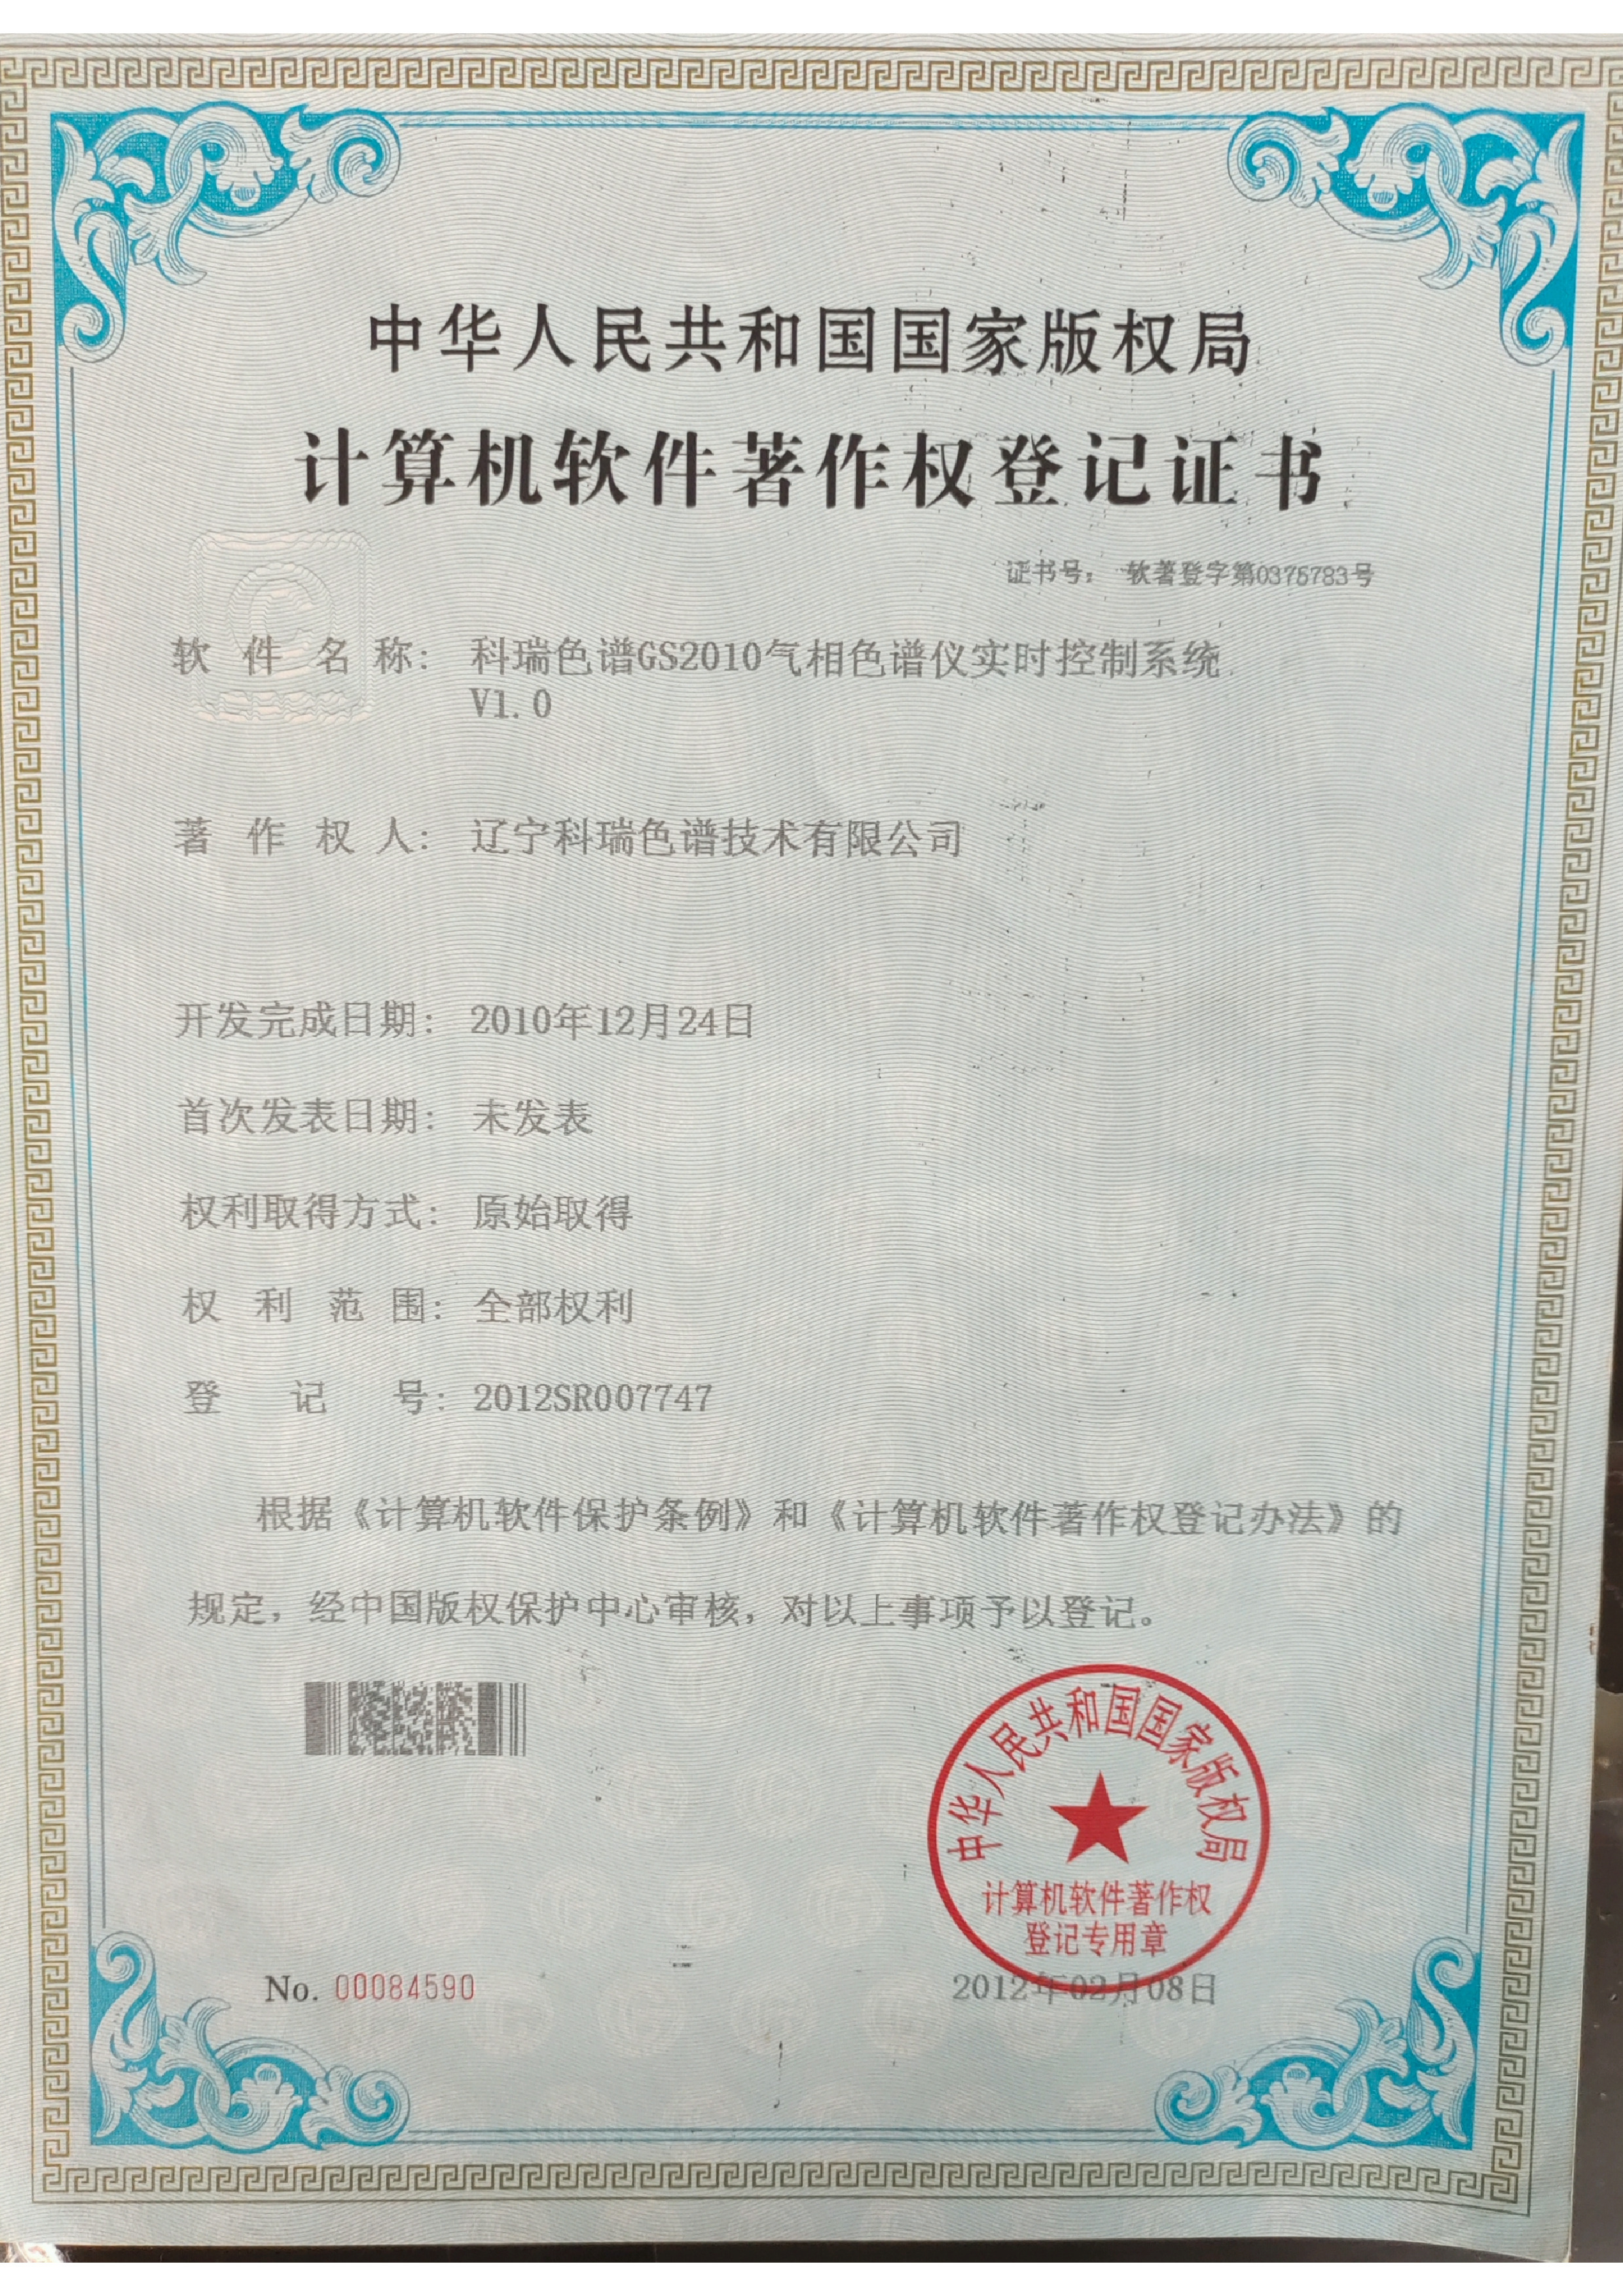 中华人民共和国国家版权局
计算机软件著作权登记证书
证书号： 软著登字第0375783号
软件名称： 科瑞色谱GS2010气相色谱仪实时控制系统
V1.0
著作权人： 辽宁科瑞色谱技术有限公司
开发完成日期： 2010年12月24日
首次发表日期： 未发表
权利取得方式： 原始取得
权利范围： 全部权利
登记号： 2012SR007747
根据《计算机软件保护条例》和《计算机软件著作权登记办法》的
规定，经中国版权保护中心审核，对以上事项予以登记。
中华人民共和国国家版权局
计算机软件著作权
登记专用章
No. 00084590
2012年02月08日